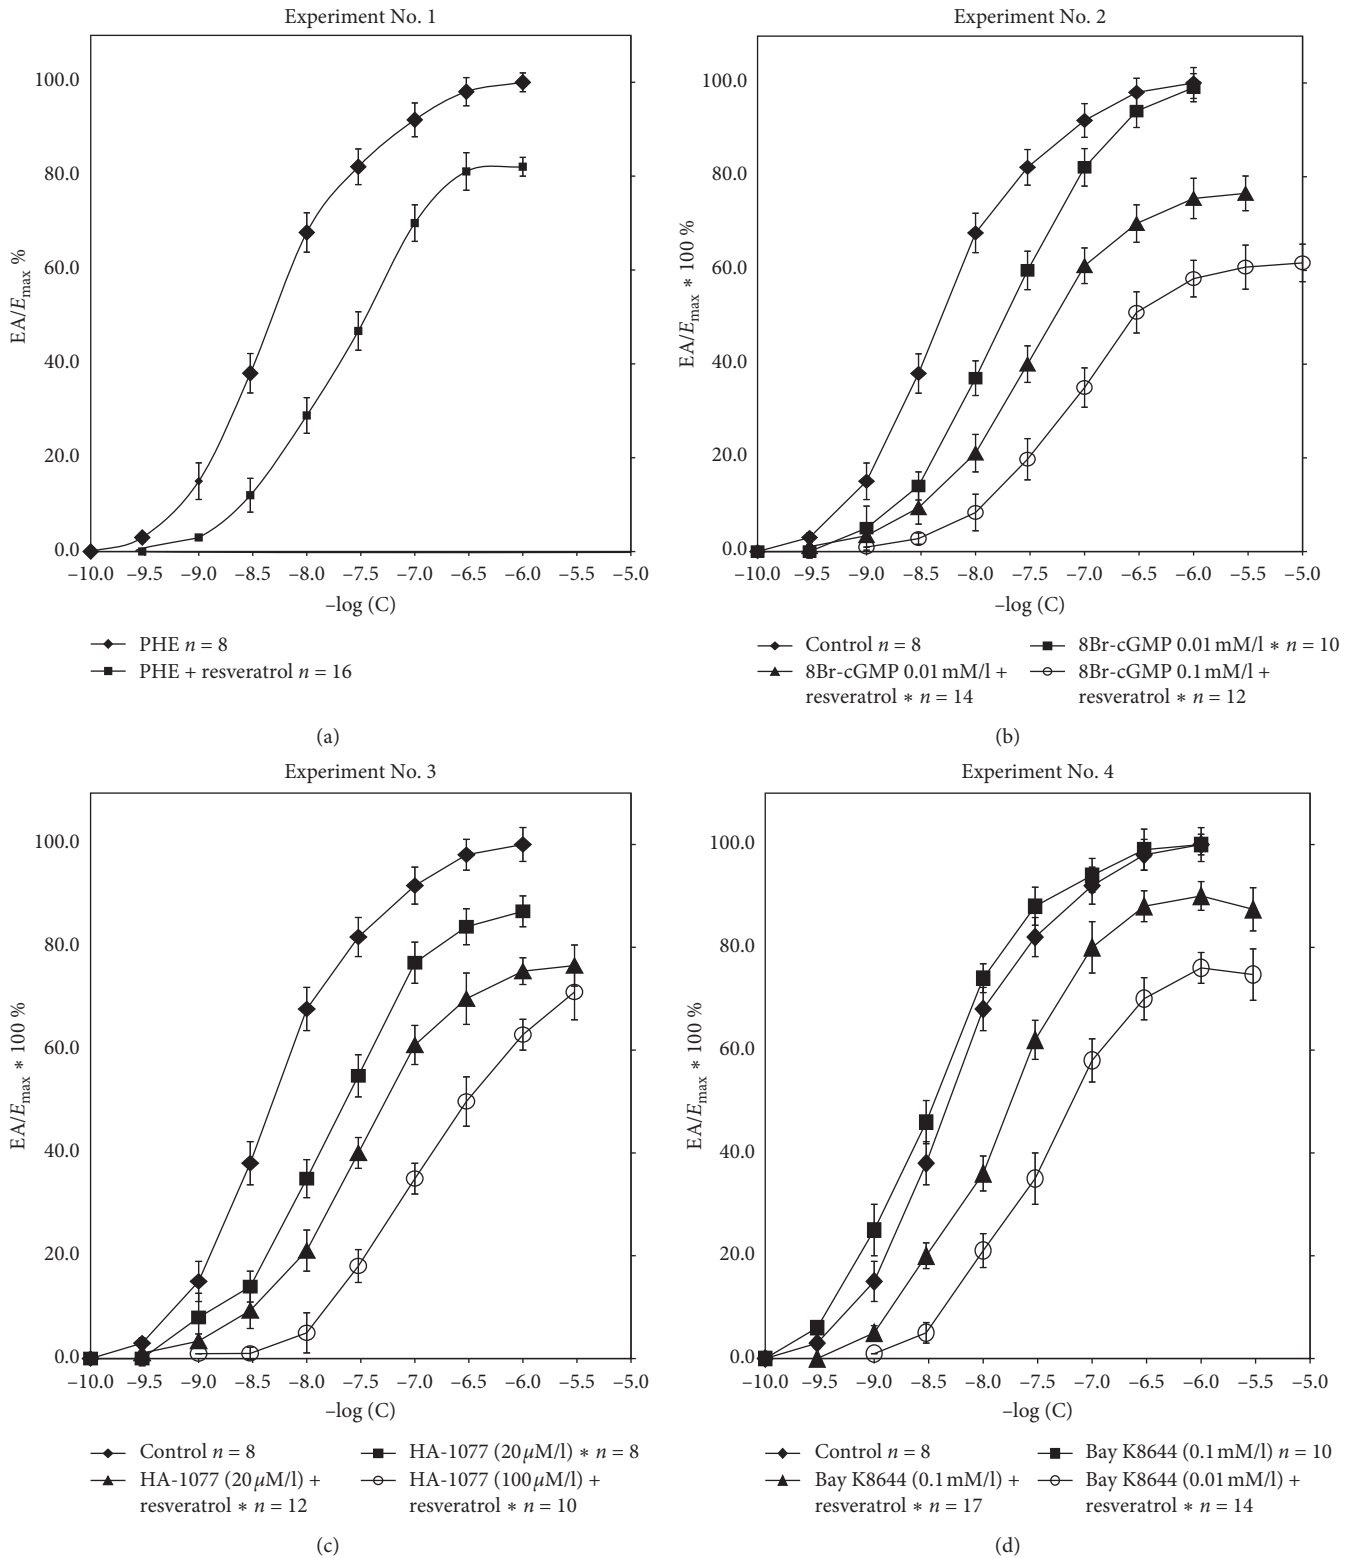 Experiment No. 1
EA/Emax %
100.0
80.0
60.0
40.0
20.0
0.0
–10.0 –9.5 –9.0 –8.5 –8.0 –7.5 –7.0 –6.5 –6.0 –5.5 –5.0
–log (C)
PHE n = 8
PHE + resveratrol n = 16
(a)
Experiment No. 2
EA/Emax * 100 %
100.0
80.0
60.0
40.0
20.0
0.0
–10.0 –9.5 –9.0 –8.5 –8.0 –7.5 –7.0 –6.5 –6.0 –5.5 –5.0
–log (C)
Control n = 8
8Br-cGMP 0.01 mM/l +
resveratrol * n = 14
8Br-cGMP 0.01 mM/l * n = 10
8Br-cGMP 0.1 mM/l +
resveratrol * n = 12
(b)
Experiment No. 3
EA/Emax * 100 %
100.0
80.0
60.0
40.0
20.0
0.0
–10.0 –9.5 –9.0 –8.5 –8.0 –7.5 –7.0 –6.5 –6.0 –5.5 –5.0
–log (C)
Control n = 8
HA-1077 (20 μM/l) +
resveratrol * n = 12
HA-1077 (20 μM/l) * n = 8
HA-1077 (100 μM/l) +
resveratrol * n = 10
(c)
Experiment No. 4
EA/Emax * 100 %
100.0
80.0
60.0
40.0
20.0
0.0
–10.0 –9.5 –9.0 –8.5 –8.0 –7.5 –7.0 –6.5 –6.0 –5.5 –5.0
–log (C)
Control n = 8
Bay K8644 (0.1 mM/l) +
resveratrol * n = 17
Bay K8644 (0.1 mM/l) n = 10
Bay K8644 (0.01 mM/l) +
resveratrol * n = 14
(d)